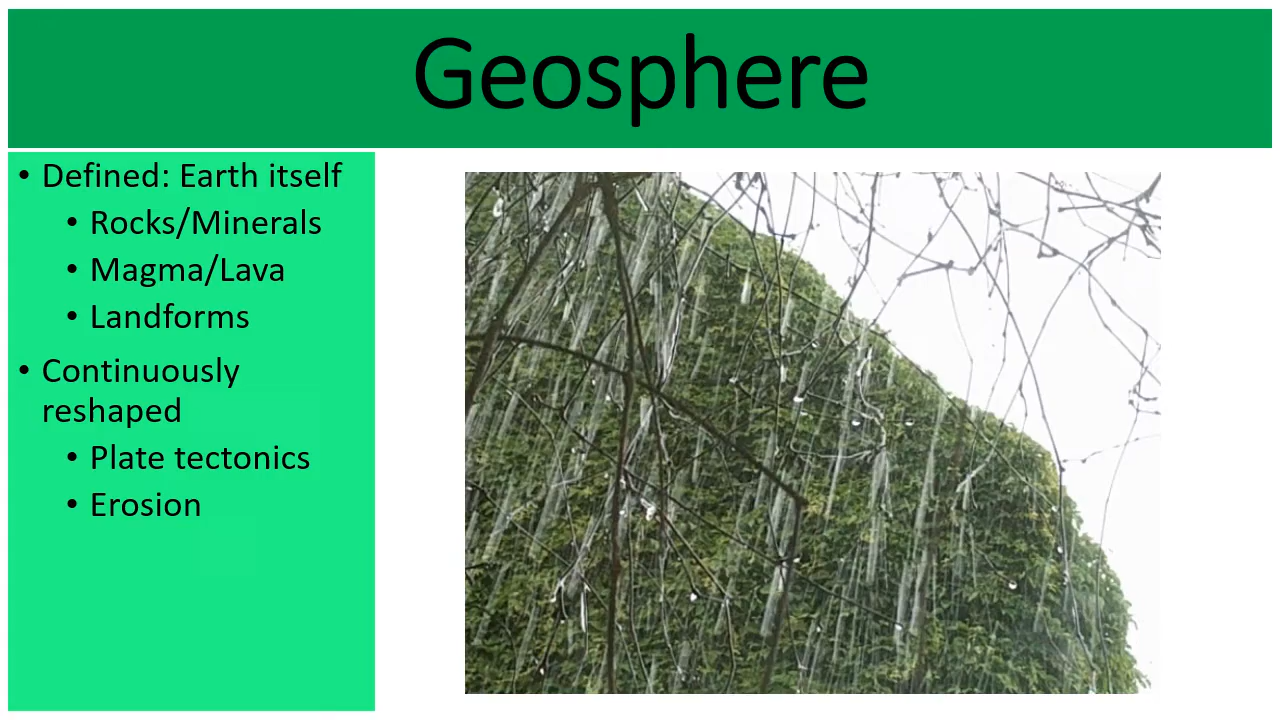 Geosphere
• Defined: Earth itself
• Rocks/Minerals
• Magma/Lava
• Landforms
• Continuously
reshaped
• Plate tectonics
• Erosion